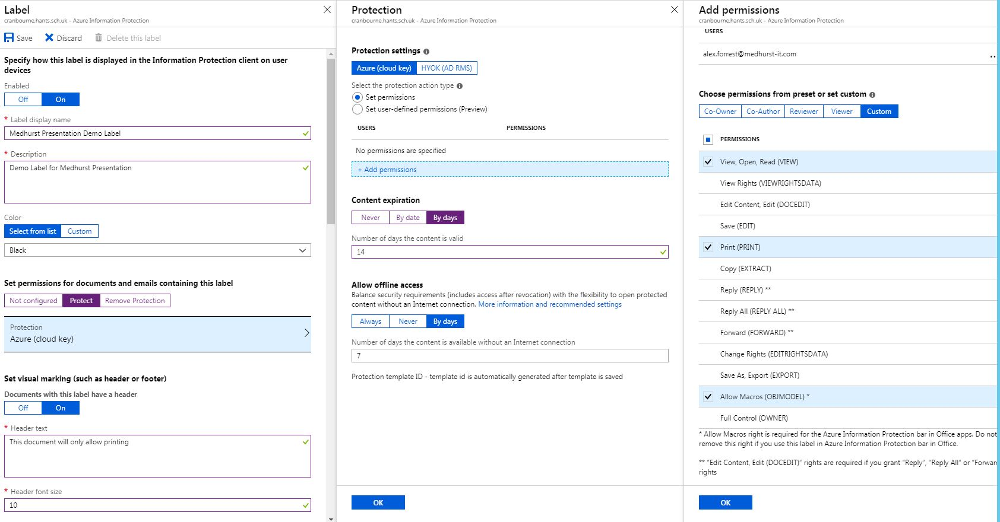 Label
cranbourne.hants.sch.uk - Azure Information Protection
Save
Discard
Delete this label
Specify how this label is displayed in the Information Protection client on user
devices
Enabled
Off
On
* Label display name
Medhurst Presentation Demo Label
* Description
Demo Label for Medhurst Presentation
Color
Select from list
Custom
Black
Set permissions for documents and emails containing this label
Not configured
Protect
Remove Protection
Protection
Azure (cloud key)
Set visual marking (such as header or footer)
Documents with this label have a header
Off
On
* Header text
This document will only allow printing
* Header font size
10
Protection
cranbourne.hants.sch.uk - Azure Information Protection
Protection settings
Azure (cloud key)
HYOK (AD RMS)
Select the protection action type
Set permissions
Set user-defined permissions (Preview)
USERS
PERMISSIONS
No permissions are specified
+ Add permissions
Content expiration
Never
By date
By days
Number of days the content is valid
14
Allow offline access
Balance security requirements (includes access after revocation) with the flexibility to open protected
content without an Internet connection. More information and recommended settings
Always
Never
By days
Number of days the content is available without an Internet connection
7
Protection template ID - template id is automatically generated after template is saved
OK
Add permissions
cranbourne.hants.sch.uk - Azure Information Protection
USERS
alex.forrest@medhurst-it.com
Choose permissions from preset or set custom
Co-Owner
Co-Author
Reviewer
Viewer
Custom
PERMISSIONS
View, Open, Read (VIEW)
View Rights (VIEWRIGHTSDATA)
Edit Content, Edit (DOCEDIT)
Save (EDIT)
Print (PRINT)
Copy (EXTRACT)
Reply (REPLY) **
Reply All (REPLY ALL) **
Forward (FORWARD) **
Change Rights (EDITRIGHTSDATA)
Save As, Export (EXPORT)
Allow Macros (OBJMODEL) *
Full Control (OWNER)
* Allow Macros right is required for the Azure Information Protection bar in Office apps. Do not
remove this right if you use this label in Azure Information Protection bar in Office.
** "Edit Content, Edit (DOCEDIT)" rights are required if you grant "Reply", "Reply All" or "Forward
rights
OK